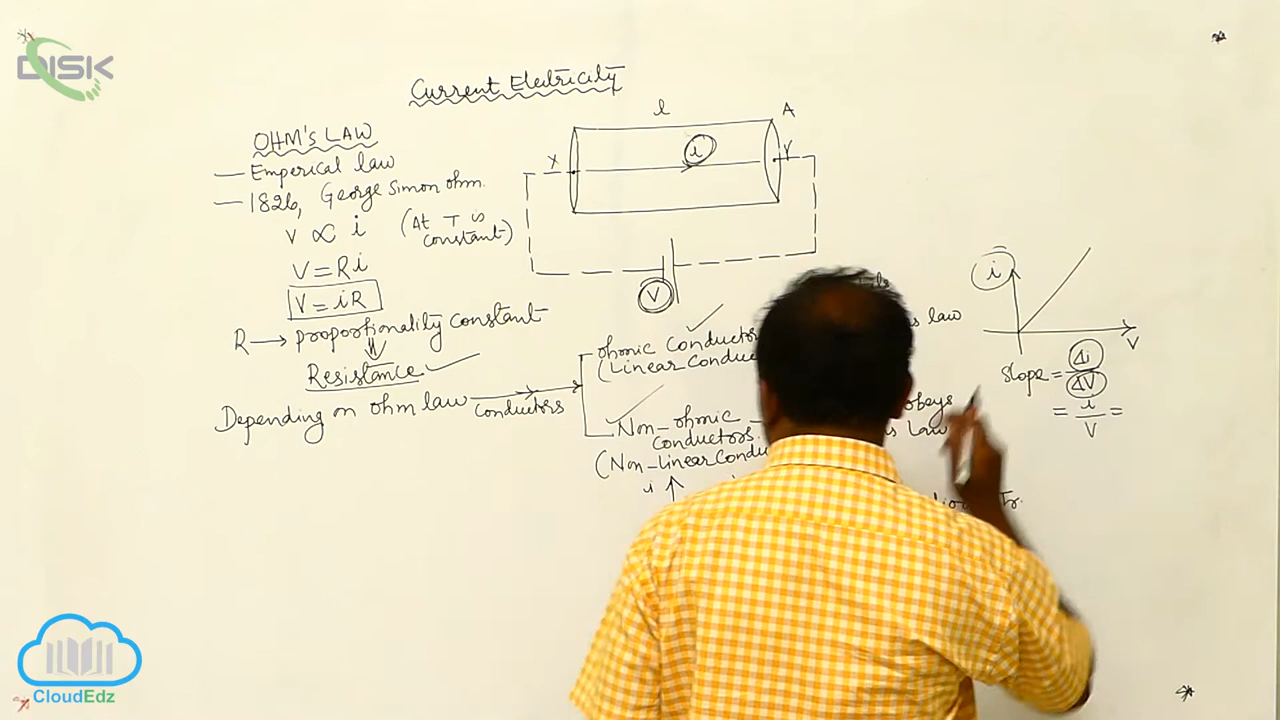 DISK
Current Electricity
OHM's LAW
— Emperical law
— 1826, George Simon ohm.
V ∝ i (At T is constant)
V = Ri
V = iR
R → proportionality constant
Resistance
Depending on ohm law
Conductors
l
A
X
i
Y
V
ohmic Conductors
(Linear Conduc
s law
Non-ohmic
conductors.
(Non-linear Condu
obeys
s law
i
i
V
Slope = Δi/ΔV
= i/V =
CloudEdz